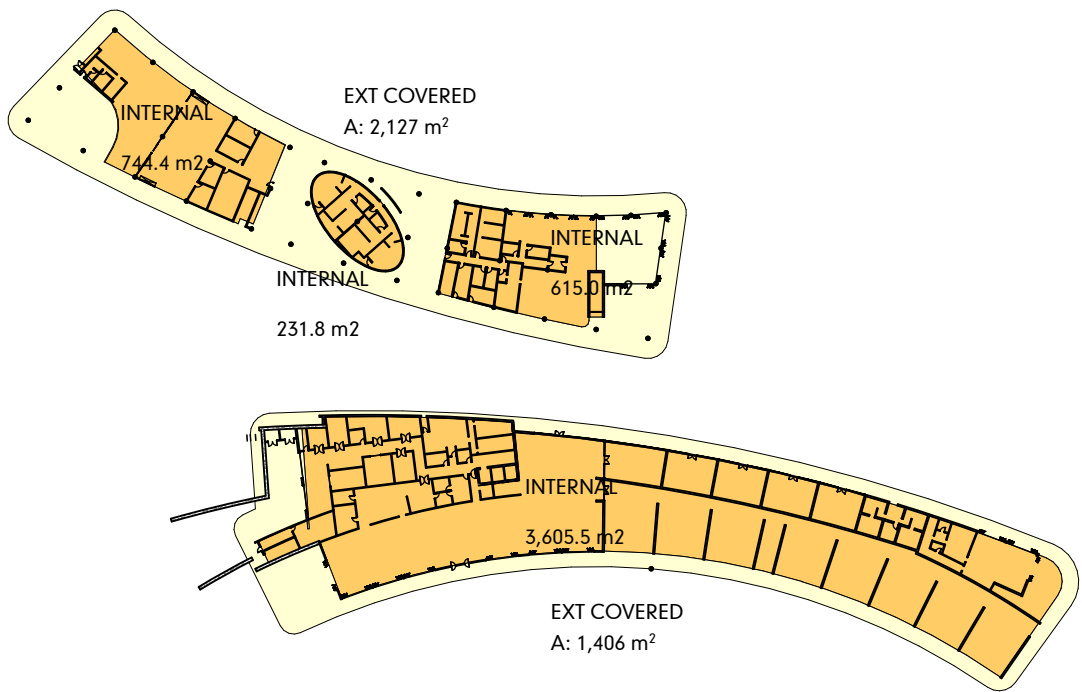 EXT COVERED
A: 2,127 m²
INTERNAL
744.4 m2
INTERNAL
615.0 m2
INTERNAL
231.8 m2
INTERNAL
3,605.5 m2
EXT COVERED
A: 1,406 m²